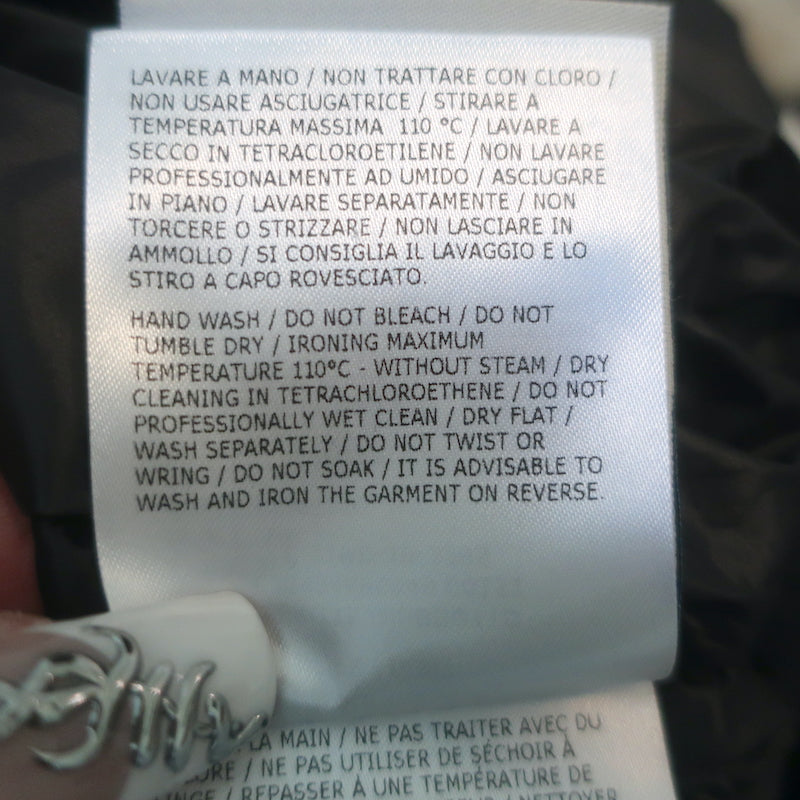 LAVARE A MANO / NON TRATTARE CON CLORO /
NON USARE ASCIUGATRICE / STIRARE A
TEMPERATURA MASSIMA 110 °C / LAVARE A
SECCO IN TETRACLOROETILENE / NON LAVARE
PROFESSIONALMENTE AD UMIDO / ASCIUGARE
IN PIANO / LAVARE SEPARATAMENTE / NON
TORCERE O STRIZZARE / NON LASCIARE IN
AMMOLLO / SI CONSIGLIA IL LAVAGGIO E LO
STIRO A CAPO ROVESCIATO.
HAND WASH / DO NOT BLEACH / DO NOT
TUMBLE DRY / IRONING MAXIMUM
TEMPERATURE 110°C - WITHOUT STEAM / DRY
CLEANING IN TETRACHLOROETHENE / DO NOT
PROFESSIONALLY WET CLEAN / DRY FLAT /
WASH SEPARATELY / DO NOT TWIST OR
WRING / DO NOT SOAK / IT IS ADVISABLE TO
WASH AND IRON THE GARMENT ON REVERSE.
LA MAIN / NE PAS TRAITER AVEC DU
/ NE PAS UTILISER DE SÉCHOIR À
/ REPASSER À UNE TEMPÉRATURE DE
/ NETTOYER